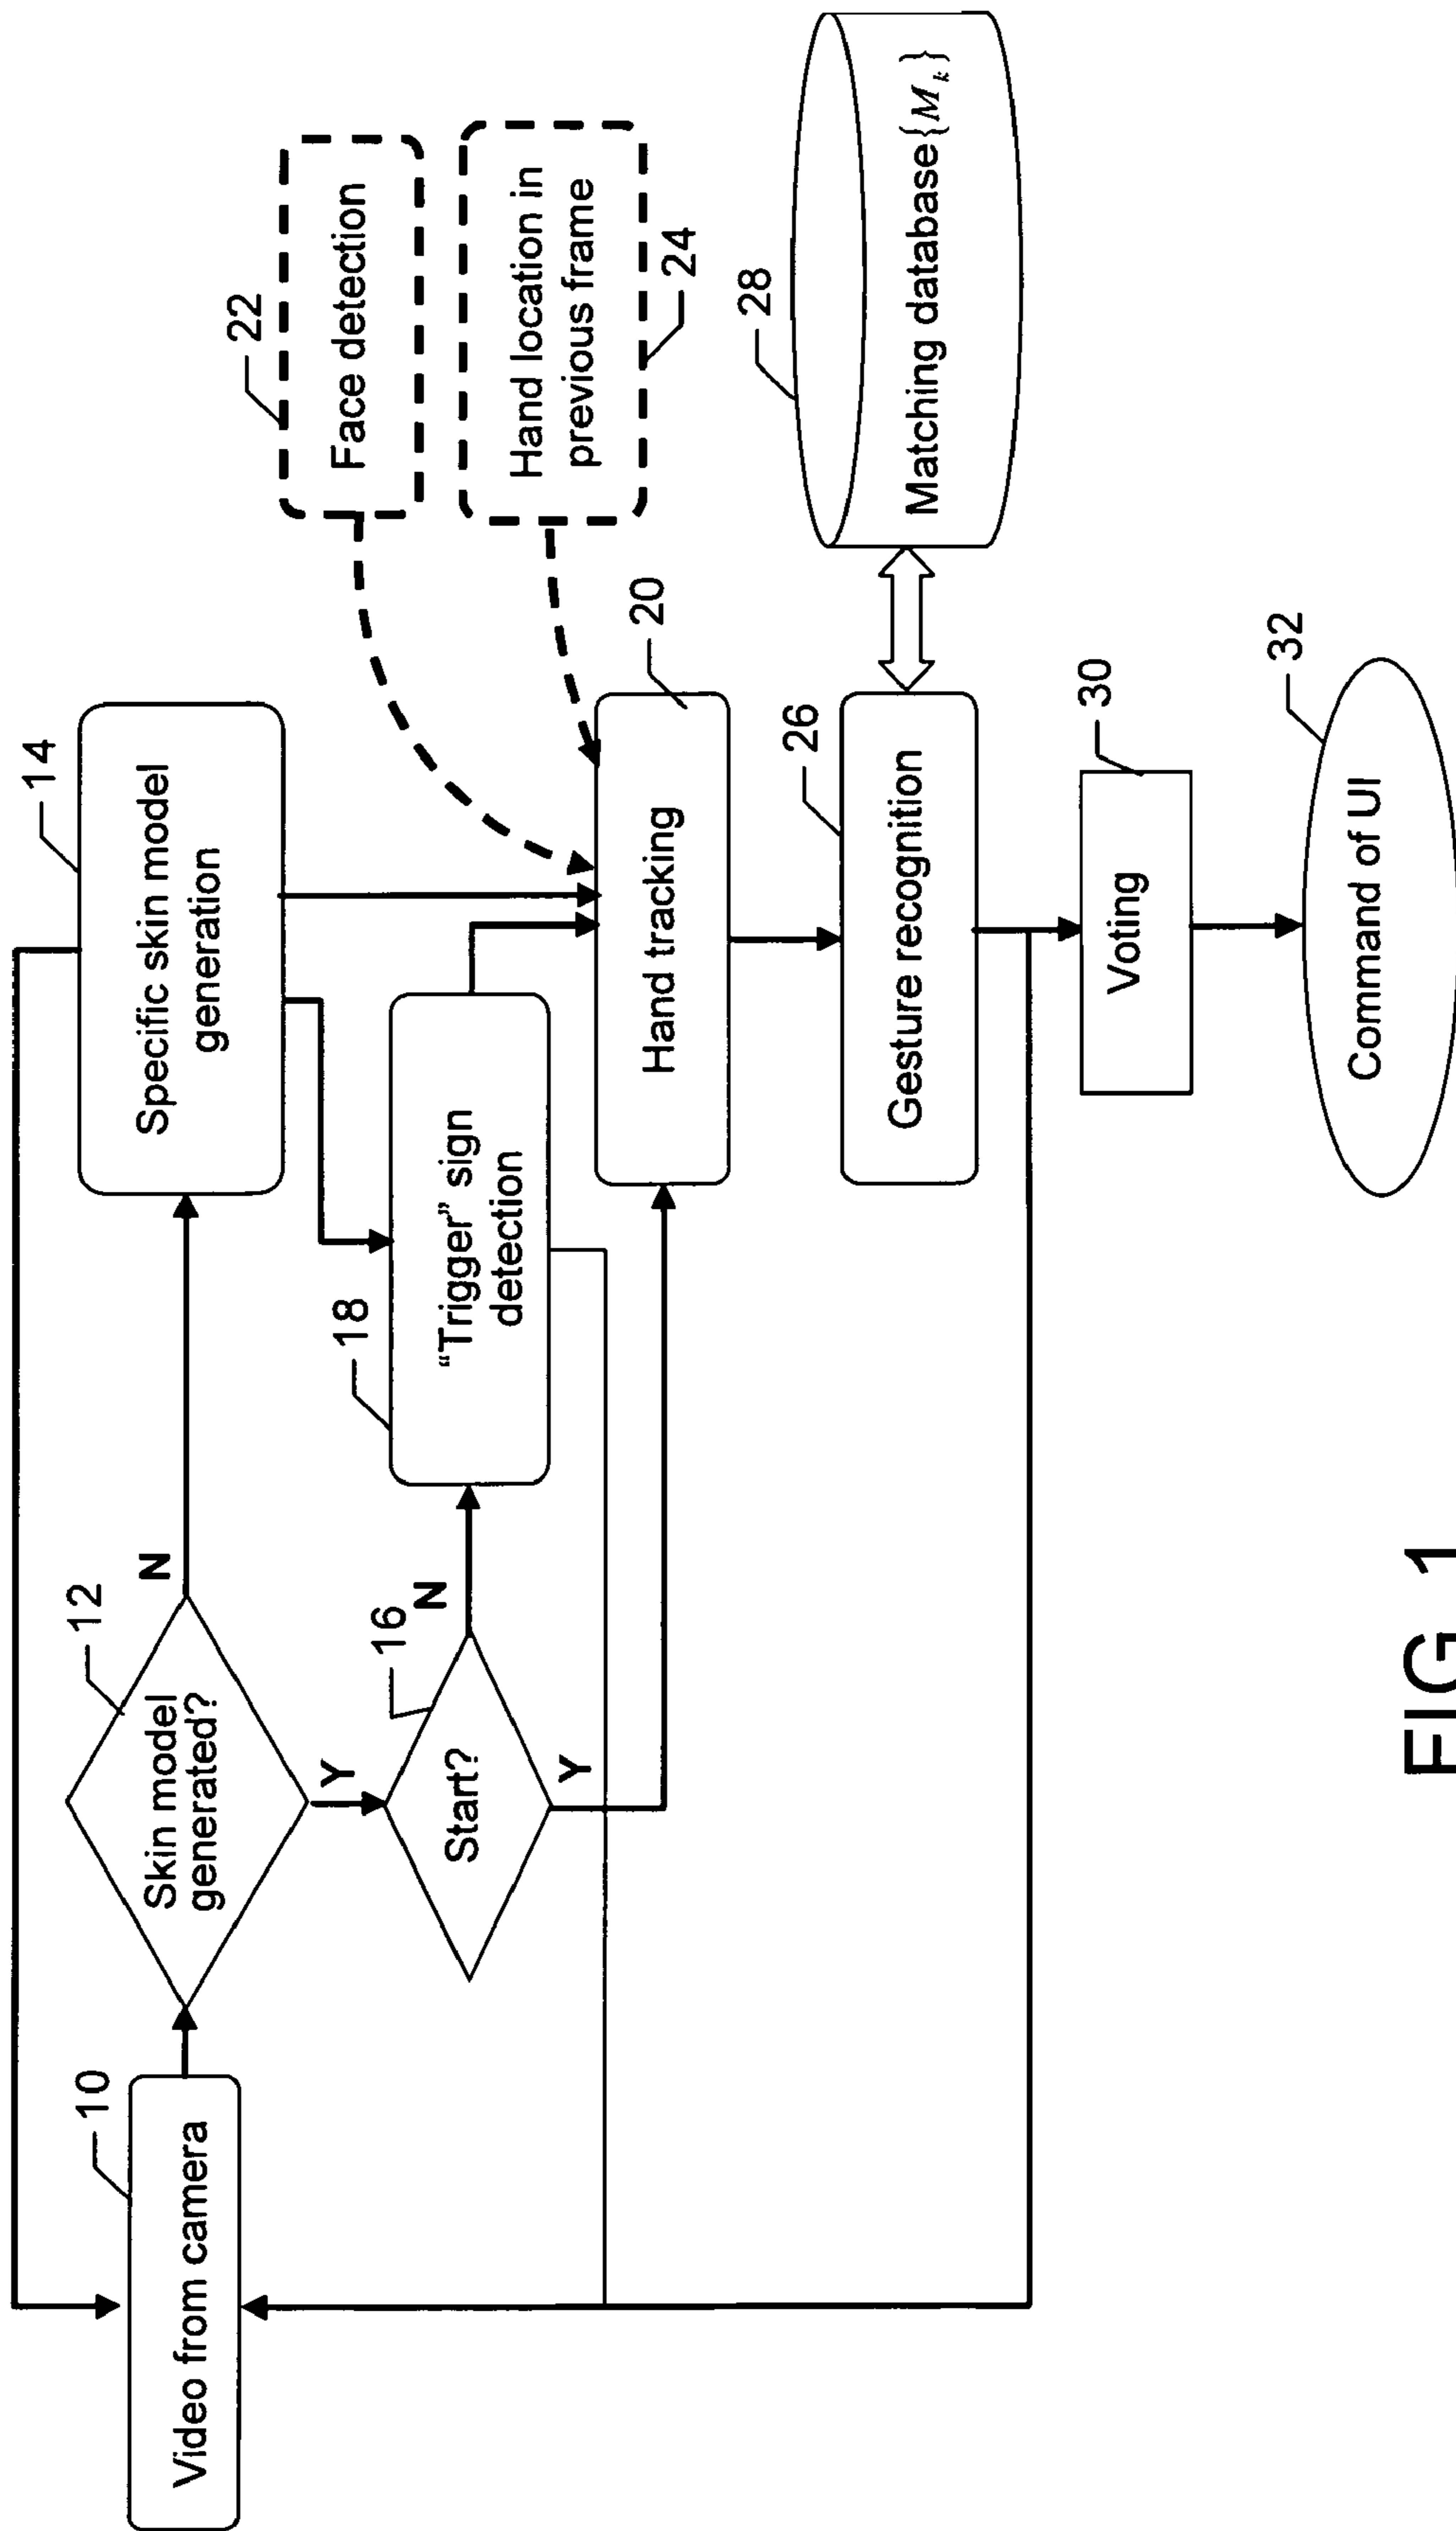 10
Video from camera
12
Skin model
generated?
N
Y
14
Specific skin model
generation
16
Start?
N
Y
18
“Trigger” sign
detection
22
Face detection
Hand location in
previous frame
24
20
Hand tracking
26
Gesture recognition
28
Matching database{M_k}
30
Voting
32
Command of UI
FIG. 1